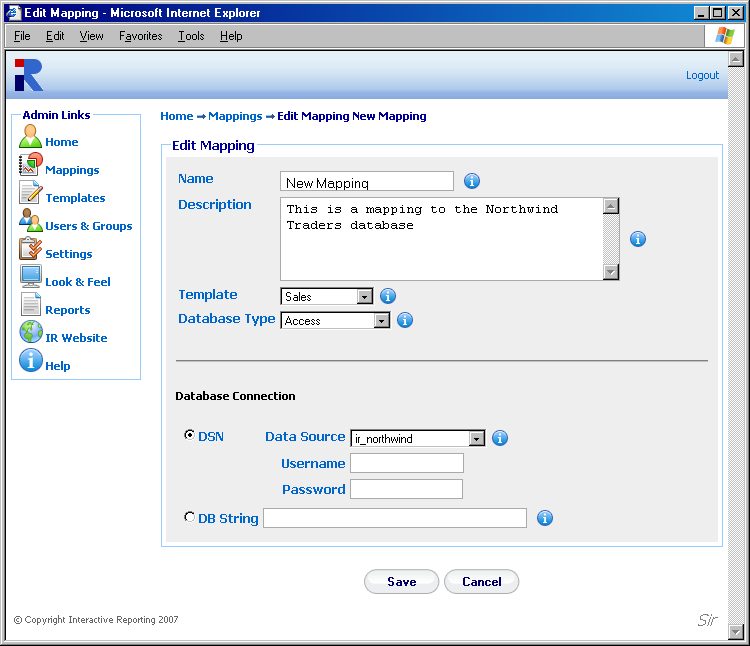 Edit Mapping - Microsoft Internet Explorer
File Edit View Favorites Tools Help
R
Logout
Admin Links
Home
Mappings
Templates
Users & Groups
Settings
Look & Feel
Reports
IR Website
Help
Home → Mappings → Edit Mapping New Mapping
Edit Mapping
Name New Mapping
Description This is a mapping to the Northwind
Traders database
Template Sales
Database Type Access
Database Connection
DSN Data Source ir_northwind
Username
Password
DB String
Save Cancel
© Copyright Interactive Reporting 2007 Sir